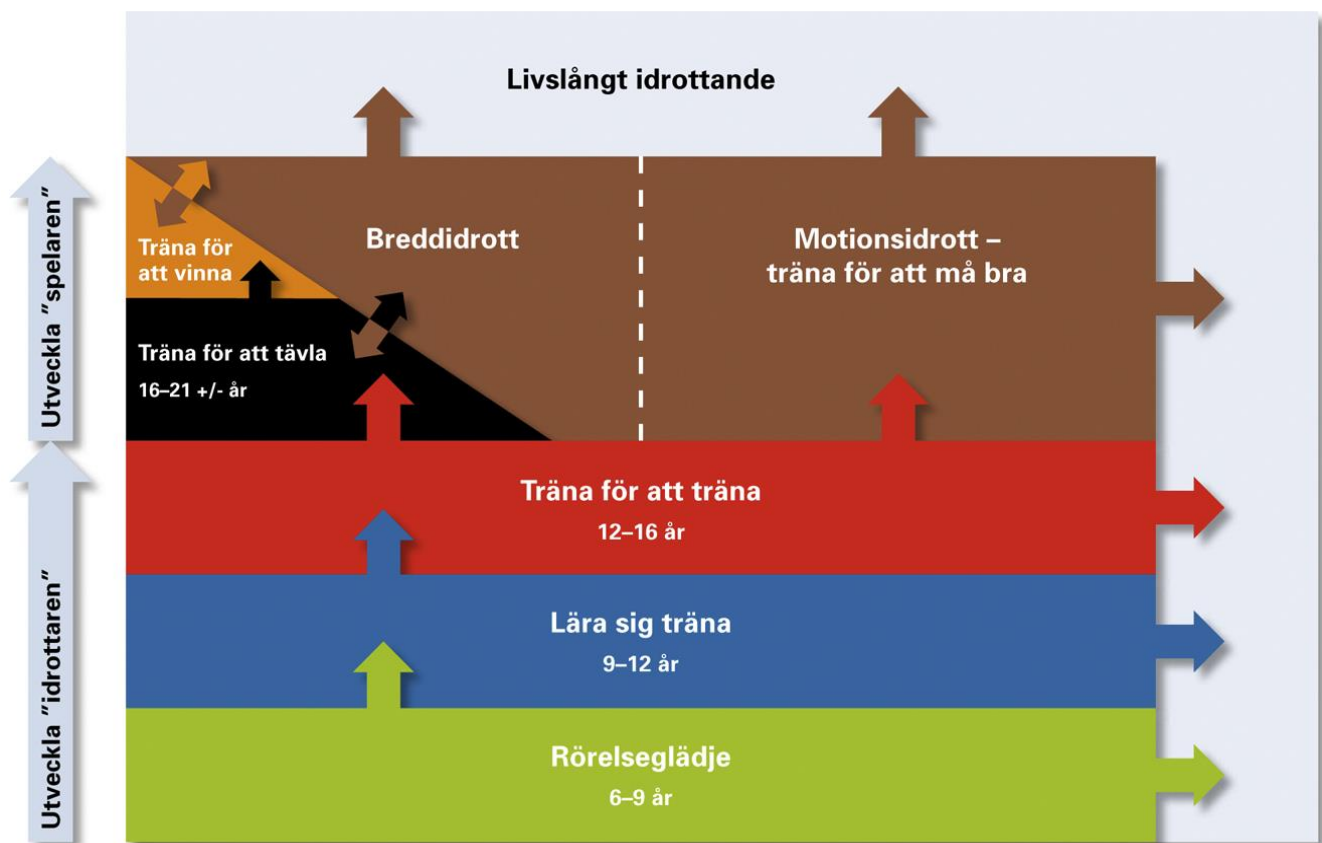 Livslångt idrottande
Utveckla ”spelaren”
Träna för
att vinna
Breddidrott
Motionsidrott –
träna för att må bra
Träna för att tävla
16–21 +/- år
Utveckla ”idrottaren”
Träna för att träna
12–16 år
Lära sig träna
9–12 år
Rörelseglädje
6–9 år